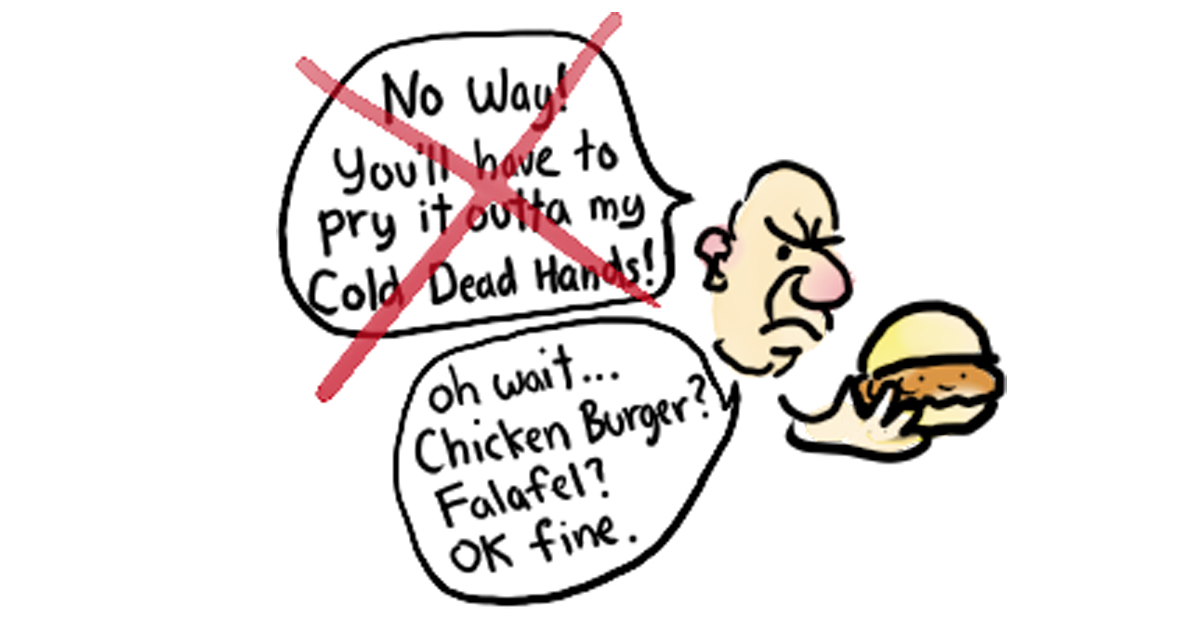 No Way!
You'll have to
pry it outta my
Cold Dead Hands!
oh wait...
Chicken Burger?
Falafel?
OK fine.